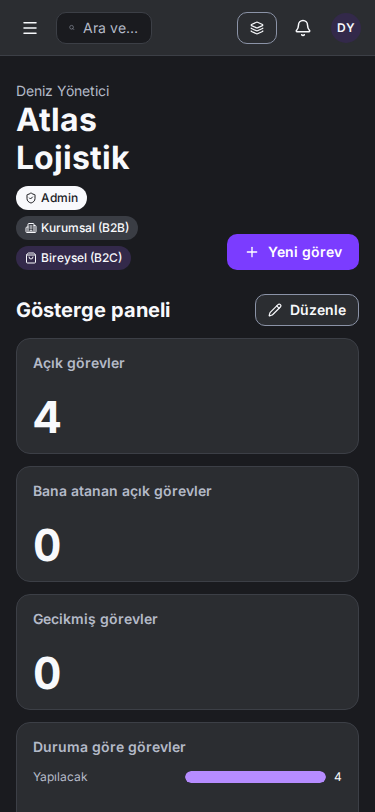 Ara ve...
DY
Deniz Yönetici
Atlas
Lojistik
Admin
Kurumsal (B2B)
Bireysel (B2C)
Yeni görev
Gösterge paneli
Düzenle
Açık görevler
4
Bana atanan açık görevler
0
Gecikmiş görevler
0
Duruma göre görevler
Yapılacak 4